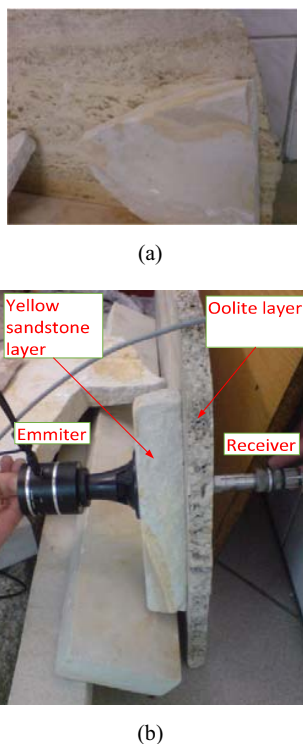 (a)
Yellow
sandstone
layer
Oolite layer
Emmiter
Receiver
(b)